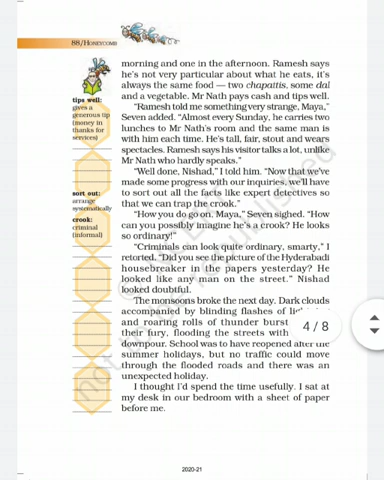 88/HONEYCOMB
tips well:
gives a
generous tip
(money in
thanks for
services)
sort out:
arrange
systematically
crook:
criminal
(informal)
morning and one in the afternoon. Ramesh says
he's not very particular about what he eats, it's
always the same food — two chapattis, some dal
and a vegetable. Mr Nath pays cash and tips well.
"Ramesh told me something very strange, Maya,"
Seven added. "Almost every Sunday, he carries two
lunches to Mr Nath's room and the same man is
with him each time. He's tall, fair, stout and wears
spectacles. Ramesh says his visitor talks a lot, unlike
Mr Nath who hardly speaks."
"Well done, Nishad," I told him. "Now that we've
made some progress with our inquiries, we'll have
to sort out all the facts like expert detectives so
that we can trap the crook."
"How you do go on, Maya," Seven sighed. "How
can you possibly imagine he's a crook? He looks
so ordinary!"
"Criminals can look quite ordinary, smarty," I
retorted. "Did you see the picture of the Hyderabadi
housebreaker in the papers yesterday? He
looked like any man on the street." Nishad
looked doubtful.
The monsoons broke the next day. Dark clouds
accompanied by blinding flashes of
and roaring rolls of thunder burst
their fury, flooding the streets with
downpour. School was to have reopened after the
summer holidays, but no traffic could move
through the flooded roads and there was an
unexpected holiday.
I thought I'd spend the time usefully. I sat at
my desk in our bedroom with a sheet of paper
before me.
4 / 8
2020-21